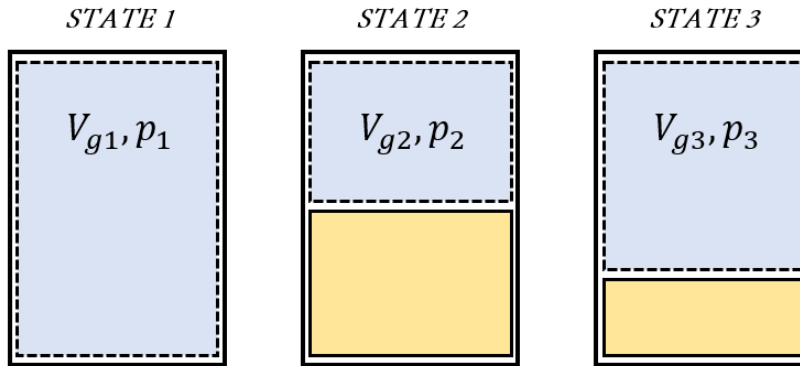 STATE 1 STATE 2 STATE 3
V_{g1}, p_1 V_{g2}, p_2 V_{g3}, p_3